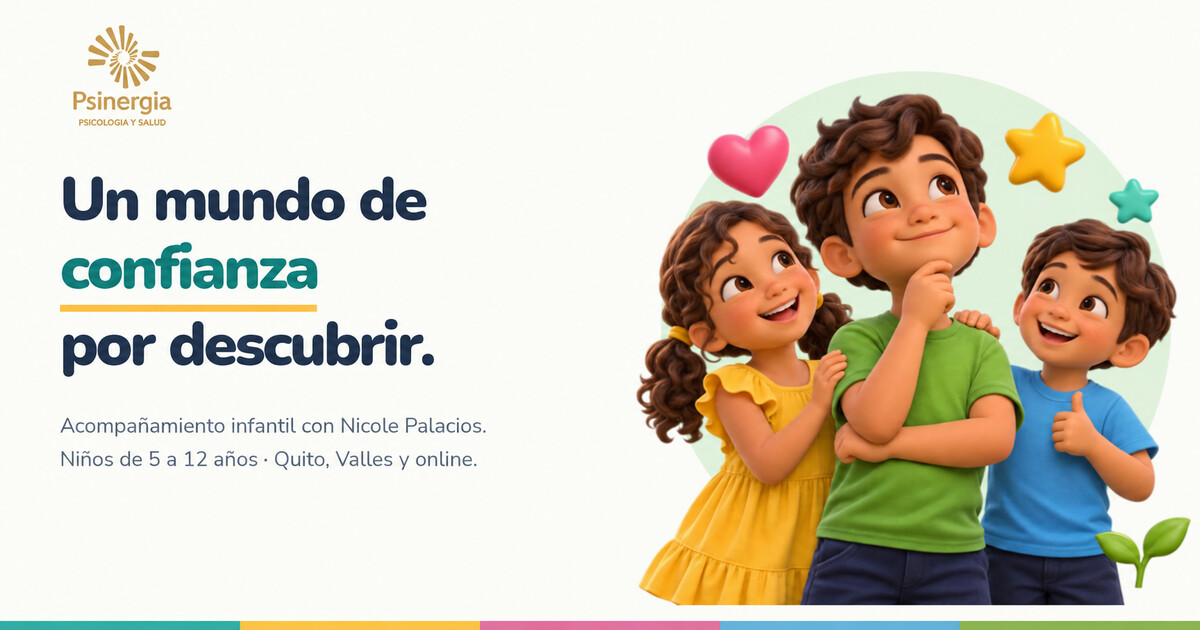 Psinergia
PSICOLOGIA Y SALUD
Un mundo de
confianza
por descubrir.
Acompañamiento infantil con Nicole Palacios.
Niños de 5 a 12 años · Quito, Valles y online.